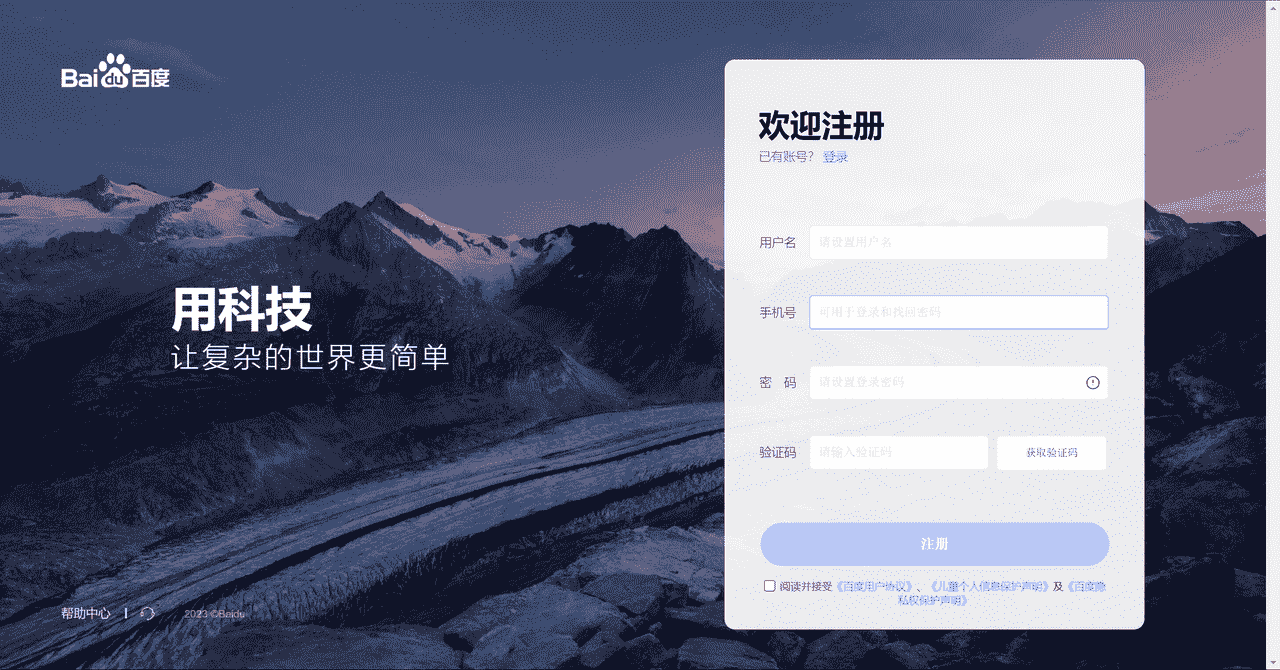 Baidu百度
用科技
让复杂的世界更简单
帮助中心
2023 ©Baidu
欢迎注册
已有账号? 登录
用户名 请设置用户名
手机号 可用于登录和找回密码
密 码 请设置登录密码
验证码 请输入验证码 获取验证码
注册
阅读并接受《百度用户协议》、《儿童个人信息保护声明》及《百度隐
私权保护声明》